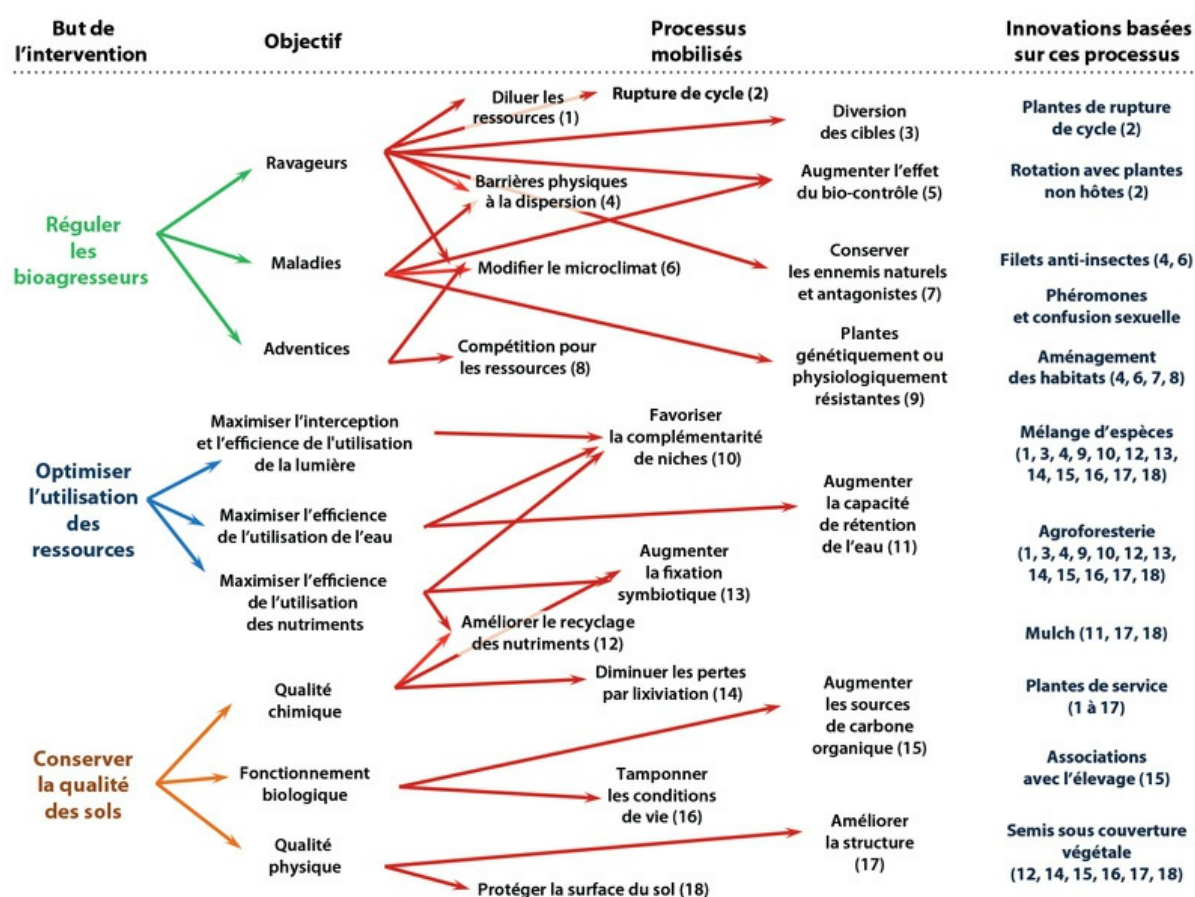 But de
l'intervention
Objectif
Processus
mobilisés
Innovations basées
sur ces processus
Réguler
les
bioagresseurs
Ravageurs
Maladies
Adventices
Diluer les
ressources (1)
Rupture de cycle (2)
Diversion
des cibles (3)
Barrières physiques
à la dispersion (4)
Augmenter l'effet
du bio-contrôle (5)
Modifier le microclimat (6)
Conserver
les ennemis naturels
et antagonistes (7)
Compétition pour
les ressources (8)
Plantes
génétiquement ou
physiologiquement
résistantes (9)
Plantes de rupture
de cycle (2)
Rotation avec plantes
non hôtes (2)
Filets anti-insectes (4, 6)
Phéromones
et confusion sexuelle
Aménagement
des habitats (4, 6, 7, 8)
Optimiser
l'utilisation
des
ressources
Maximiser l'interception
et l'efficience de l'utilisation
de la lumière
Maximiser l'efficience
de l'utilisation de l'eau
Maximiser l'efficience
de l'utilisation
des nutriments
Favoriser
la complémentarité
de niches (10)
Augmenter
la capacité
de rétention
de l'eau (11)
Augmenter
la fixation
symbiotique (13)
Améliorer le recyclage
des nutriments (12)
Mélange d'espèces
(1, 3, 4, 9, 10, 12, 13,
14, 15, 16, 17, 18)
Agroforesterie
(1, 3, 4, 9, 10, 12, 13,
14, 15, 16, 17, 18)
Mulch (11, 17, 18)
Conserver
la qualité
des sols
Qualité
chimique
Fonctionnement
biologique
Qualité
physique
Diminuer les pertes
par lixiviation (14)
Augmenter
les sources
de carbone
organique (15)
Tamponner
les conditions
de vie (16)
Améliorer
la structure
(17)
Protéger la surface du sol (18)
Plantes de service
(1 à 17)
Associations
avec l'élevage (15)
Semis sous couverture
végétale
(12, 14, 15, 16, 17, 18)